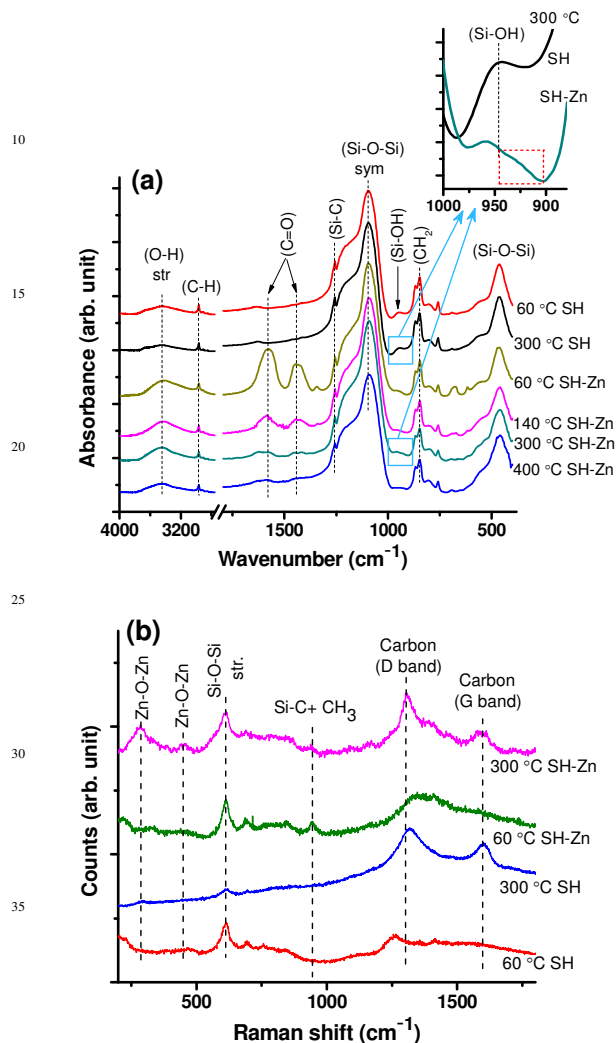 300 °C
(Si-OH)
SH
SH-Zn
1000 950 900
10
(a)
(Si-O-Si)
sym
(Si-C)
(C=O)
(Si-OH)
(CH2)
(Si-O-Si)
(O-H)
str
(C-H)
15
60 °C SH
300 °C SH
60 °C SH-Zn
140 °C SH-Zn
20
300 °C SH-Zn
400 °C SH-Zn
Absorbance (arb. unit)
4000 3200 1500 1000 500
Wavenumber (cm-1)
25
(b)
Zn-O-Zn
Zn-O-Zn
Si-O-Si
str.
Si-C+ CH3
Carbon
(D band)
Carbon
(G band)
30
300 °C SH-Zn
60 °C SH-Zn
300 °C SH
35
60 °C SH
Counts (arb. unit)
500 1000 1500
Raman shift (cm-1)